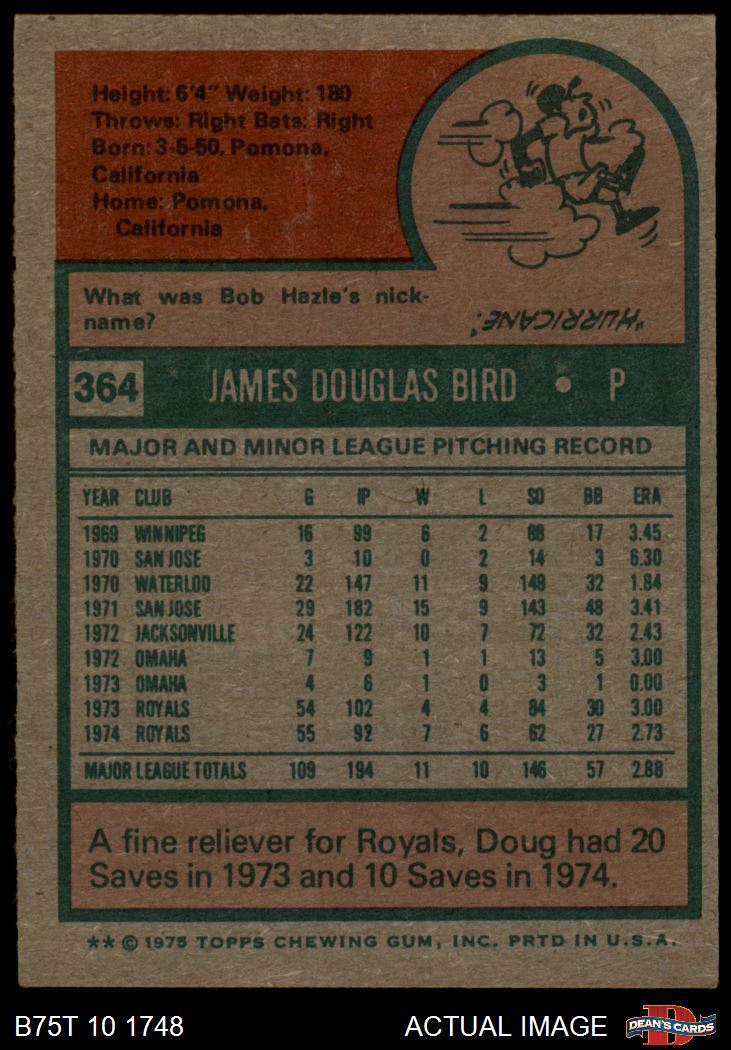 Height: 6'4" Weight: 180
Throws: Right Bats: Right
Born: 3-5-50, Pomona,
California
Home: Pomona,
California
What was Bob Hazle's nick-
name?
"HURRICANE."
364 JAMES DOUGLAS BIRD • P
MAJOR AND MINOR LEAGUE PITCHING RECORD
YEAR CLUB G IP W L SO BB ERA
1969 WINNIPEG 16 99 6 2 88 17 3.45
1970 SAN JOSE 3 10 0 2 14 3 6.30
1970 WATERLOO 22 147 11 9 149 32 1.84
1971 SAN JOSE 29 182 15 9 143 48 3.41
1972 JACKSONVILLE 24 122 10 7 72 32 2.43
1972 OMAHA 7 9 1 1 13 5 3.00
1973 OMAHA 4 6 1 0 3 1 0.00
1973 ROYALS 54 102 4 4 84 30 3.00
1974 ROYALS 55 92 7 6 62 27 2.73
MAJOR LEAGUE TOTALS 109 194 11 10 146 57 2.88
A fine reliever for Royals, Doug had 20
Saves in 1973 and 10 Saves in 1974.
** © 1975 TOPPS CHEWING GUM, INC. PRTD IN U.S.A.
B75T 10 1748 ACTUAL IMAGE D DEAN'S CARDS